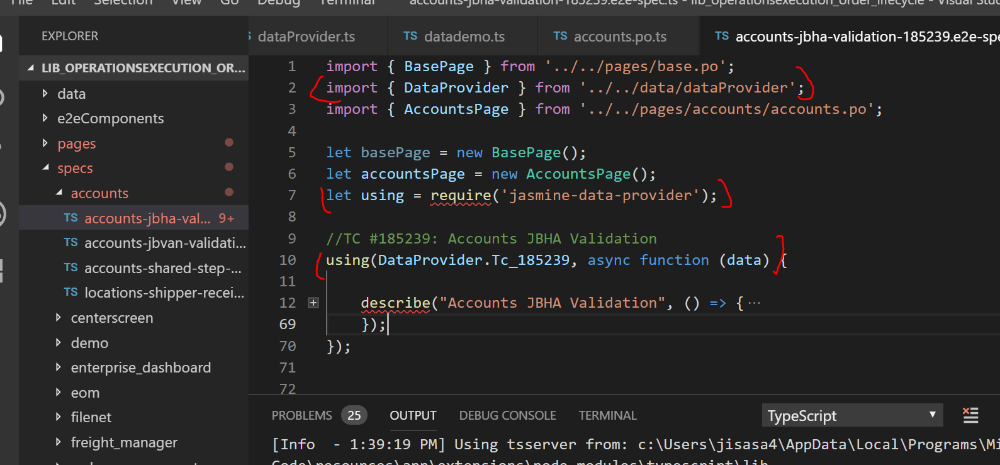 File Edit Selection View Go Debug Terminal accounts-jbha-validation-185239.e2e-spec.ts - lib_operationsexecution_order_lifecycle - Visual Stud
EXPLORER
dataProvider.ts
TS datademo.ts
TS accounts.po.ts
TS accounts-jbha-validation-185239.e2e-spe
LIB_OPERATIONSEXECUTION_OR...
data
e2eComponents
pages
specs
accounts
TS accounts-jbha-val... 9+
TS accounts-jbvan-validati...
TS accounts-shared-step-...
TS locations-shipper-recei...
centerscreen
demo
enterprise_dashboard
eom
filenet
freight_manager
1 import { BasePage } from '../../pages/base.po';
2 import { DataProvider } from '../../data/dataProvider';
3 import { AccountsPage } from '../../pages/accounts/accounts.po';
4
5 let basePage = new BasePage();
6 let accountsPage = new AccountsPage();
7 let using = require('jasmine-data-provider');
8
9 //TC #185239: Accounts JBHA Validation
10 using(DataProvider.Tc_185239, async function (data) {
11
12 describe("Accounts JBHA Validation", () => {...
69 });
70 });
71
72
PROBLEMS 25 OUTPUT DEBUG CONSOLE TERMINAL TypeScript
[Info - 1:39:19 PM] Using tsserver from: c:\Users\jisasa4\AppData\Local\Programs\Mi
Code\resources\app\extensions\node_modules\typescript\lib